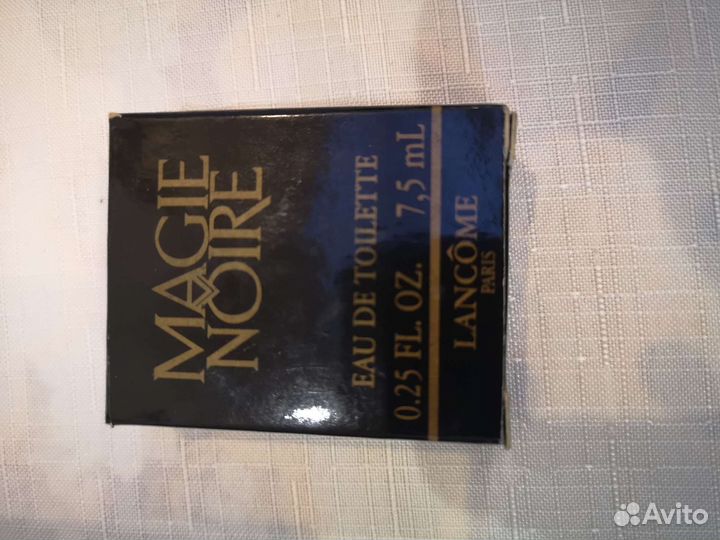 MAGIE
NOIRE
EAU DE TOILETTE
0.25 FL. OZ. 7,5 mL
LANCÔME
PARIS
Avito